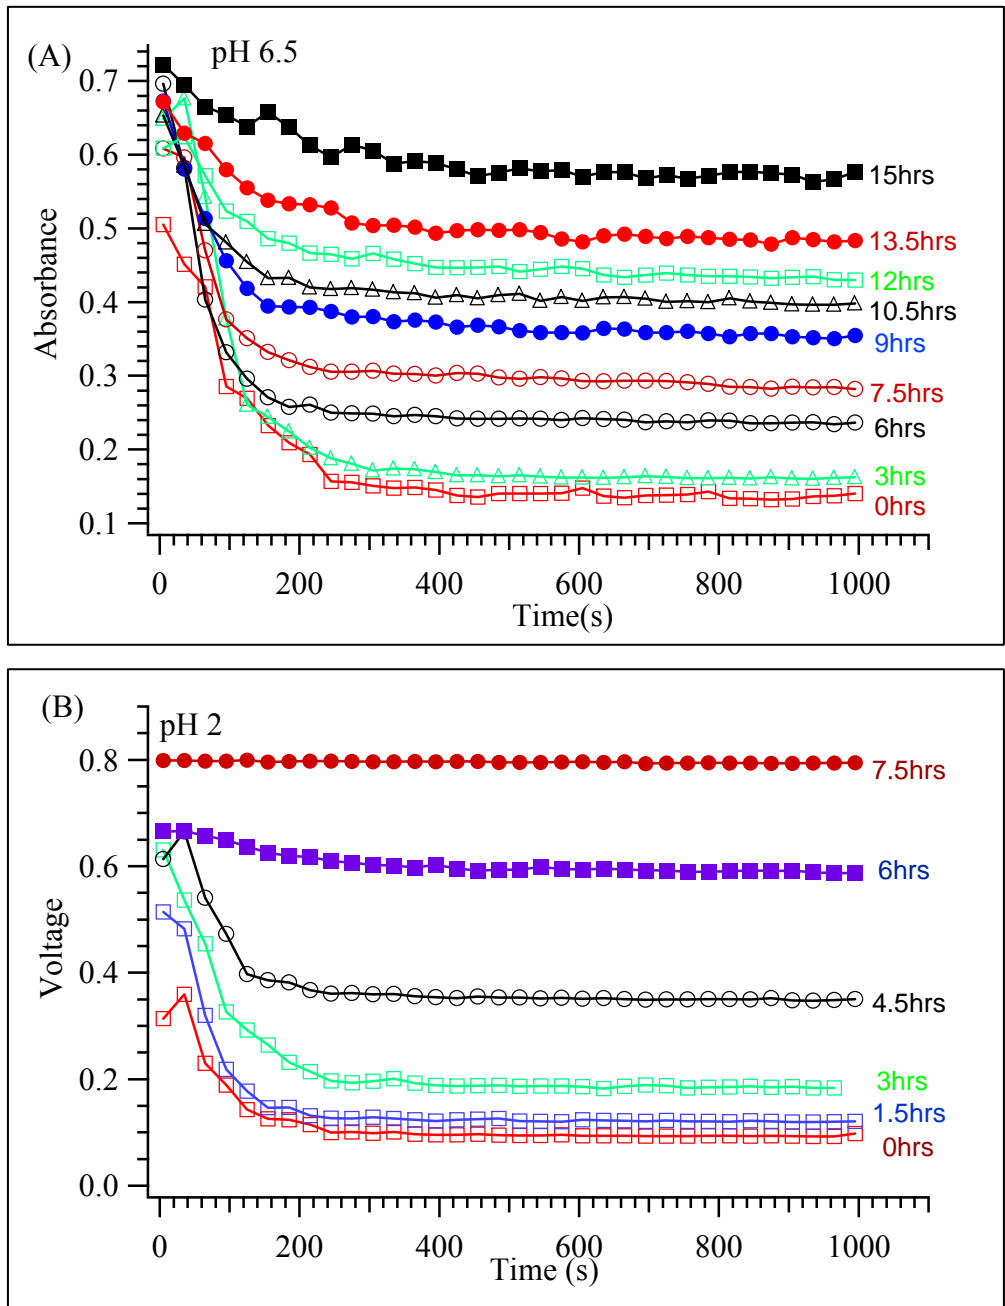 (A)
pH 6.5
0.7
0.6
0.5
0.4
0.3
0.2
0.1
Absorbance
15hrs
13.5hrs
12hrs
10.5hrs
9hrs
7.5hrs
6hrs
3hrs
0hrs
0 200 400 600 800 1000
Time(s)
(B)
pH 2
0.8
0.6
0.4
0.2
0.0
Voltage
7.5hrs
6hrs
4.5hrs
3hrs
1.5hrs
0hrs
0 200 400 600 800 1000
Time (s)